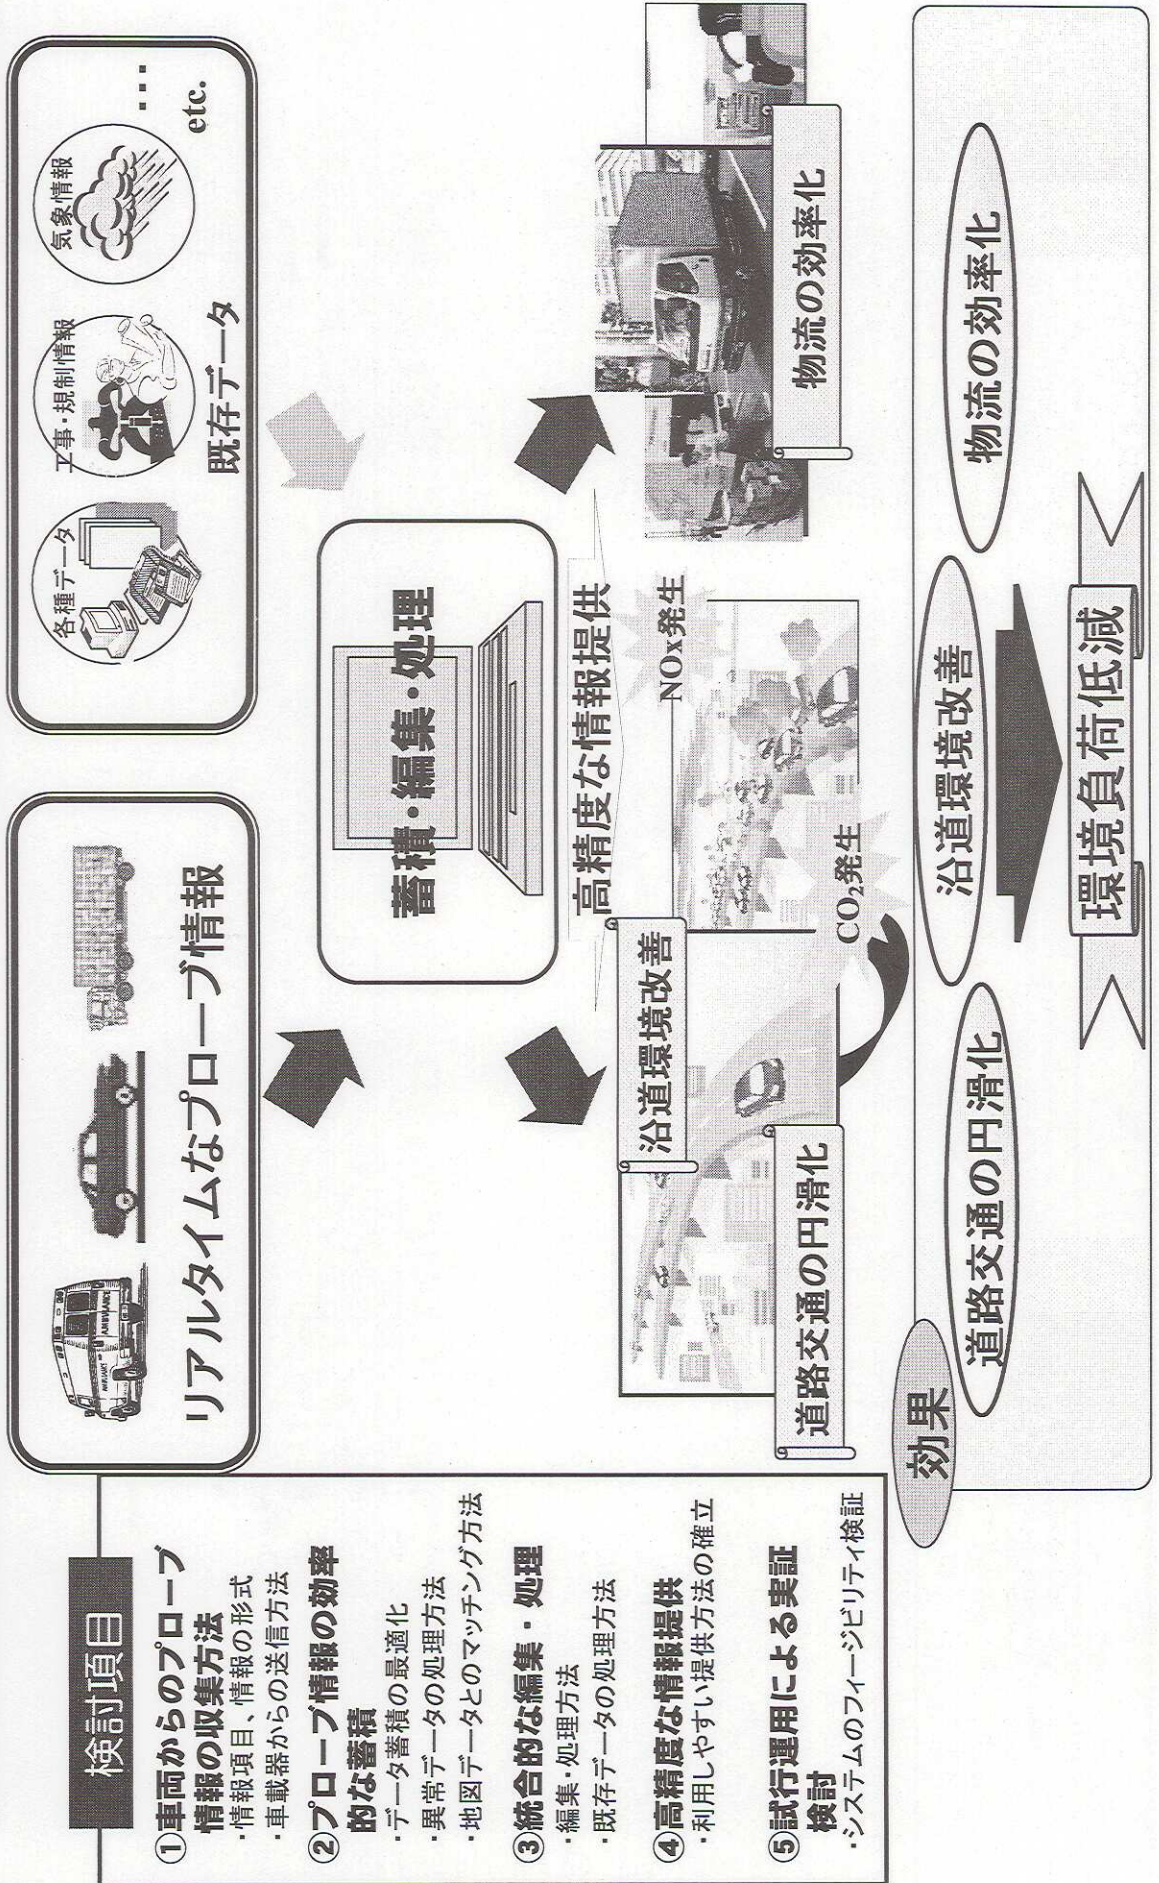 検討項目
①車両からのプローブ
情報の収集方法
・情報項目、情報の形式
・車載器からの送信方法
②プローブ情報の効率
的な蓄積
・データ蓄積の最適化
・異常データの処理方法
・地図データとのマッチング方法
③統合的な編集・処理
・編集・処理方法
・既存データの処理方法
④高精度な情報提供
・利用しやすい提供方法の確立
⑤試行運用による実証
検討
・システムのフィージビリティ検証
AMBULANCE
リアルタイムなプローブ情報
各種データ
工事・規制情報
気象情報
…
etc.
既存データ
蓄積・編集・処理
高精度な情報提供
沿道環境改善
NOx発生
CO₂発生
道路交通の円滑化
物流の効率化
効果
道路交通の円滑化
沿道環境改善
物流の効率化
環境負荷低減